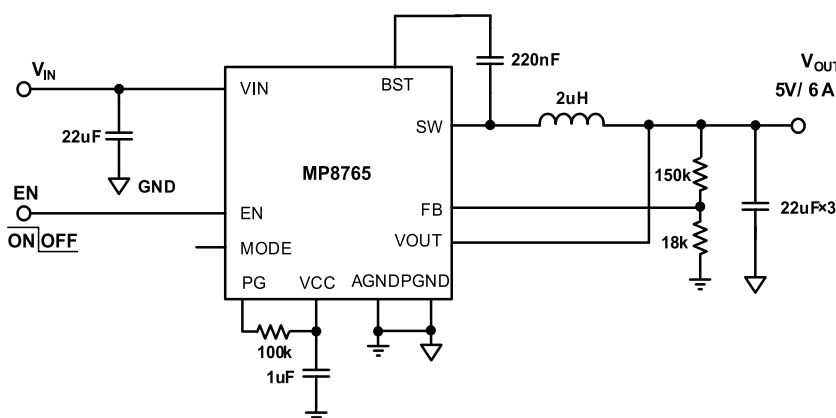 BST
220nF
VOUT
5V/ 6A
VIN
VIN
SW
2uH
22uF
MP8765
150k
GND
EN
EN
FB
22uF×3
ON OFF
MODE
VOUT
18k
PG
VCC
AGND
PGND
100k
1uF